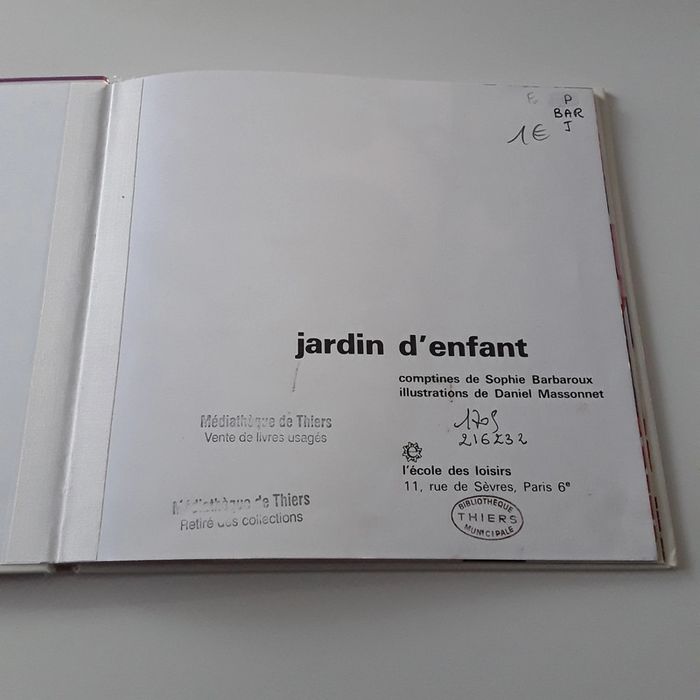 P
BAR
J
1€
jardin d'enfant
comptines de Sophie Barbaroux
illustrations de Daniel Massonnet
1709
216232
Médiathèque de Thiers
Vente de livres usagés
l'école des loisirs
11, rue de Sèvres, Paris 6e
Médiathèque de Thiers
Retiré des collections
BIBLIOTHEQUE
THIERS
MUNICIPALE